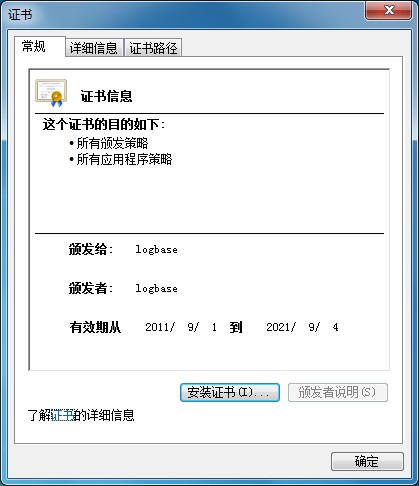 证书
常规 详细信息 证书路径
证书信息
这个证书的目的如下:
• 所有颁发策略
• 所有应用程序策略
颁发给: logbase
颁发者: logbase
有效期从 2011/ 9/ 1 到 2021/ 9/ 4
安装证书(I)... 颁发者说明(S)
了解证书的详细信息
确定